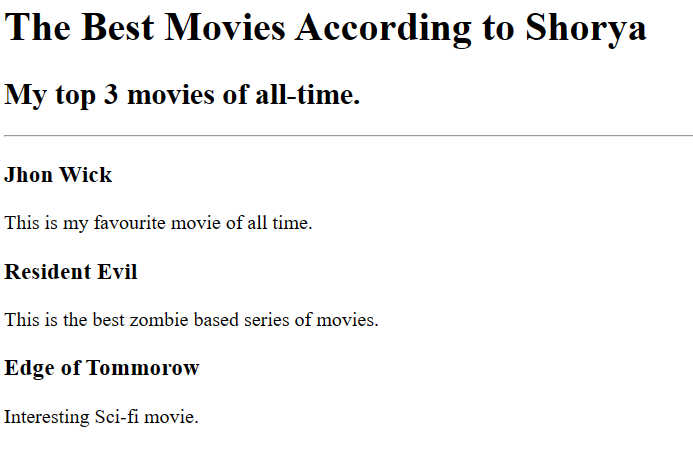 The Best Movies According to Shorya
My top 3 movies of all-time.
Jhon Wick
This is my favourite movie of all time.
Resident Evil
This is the best zombie based series of movies.
Edge of Tommorow
Interesting Sci-fi movie.